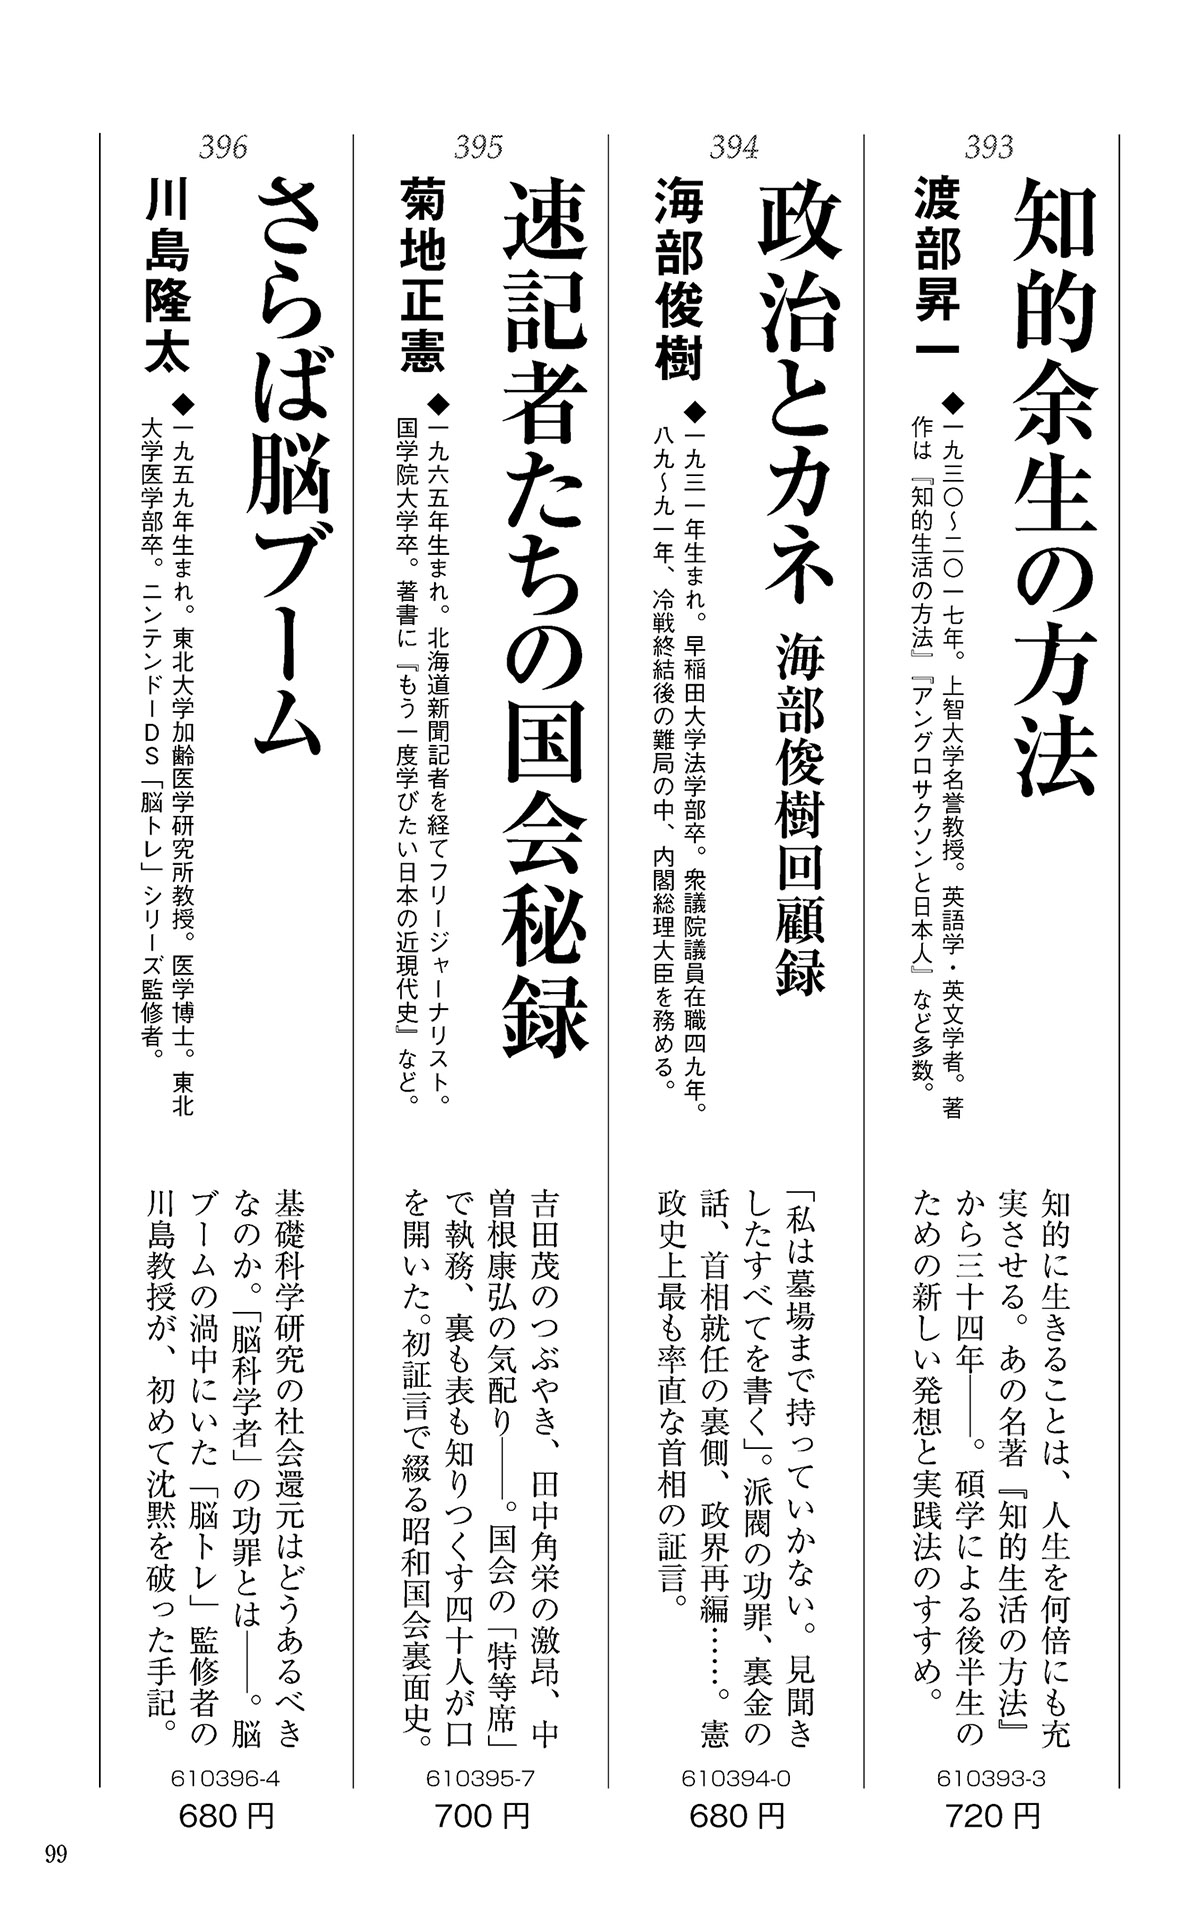 393
知的余生の方法
渡部昇一
◆一九三〇〜二〇一七年。上智大学名誉教授。英語学・英文学者。著
作は『知的生活の方法』『アングロサクソンと日本人』など多数。
知的に生きることは、人生を何倍にも充
実させる。あの名著『知的生活の方法』
から三十四年――。碩学による後半生の
ための新しい発想と実践法のすすめ。
610393-3
720円
394
政治とカネ 海部俊樹回顧録
海部俊樹
◆一九三一年生まれ。早稲田大学法学部卒。衆議院議員在職四九年。
八九〜九一年、冷戦終結後の難局の中、内閣総理大臣を務める。
「私は墓場まで持っていかない。見聞き
したすべてを書く」。派閥の功罪、裏金の
話、首相就任の裏側、政界再編……。憲
政史上最も率直な首相の証言。
610394-0
680円
395
速記者たちの国会秘録
菊地正憲
◆一九六五年生まれ。北海道新聞記者を経てフリージャーナリスト。
国学院大学卒。著書に『もう一度学びたい日本の近現代史』など。
吉田茂のつぶやき、田中角栄の激昂、中
曽根康弘の気配り――。国会の「特等席」
で執務、裏も表も知りつくす四十人が口
を開いた。初証言で綴る昭和国会裏面史。
610395-7
700円
396
さらば脳ブーム
川島隆太
◆一九五九年生まれ。東北大学加齢医学研究所教授。医学博士。東北
大学医学部卒。ニンテンドーDS「脳トレ」シリーズ監修者。
基礎科学研究の社会還元はどうあるべき
なのか。「脳科学者」の功罪とは――。脳
ブームの渦中にいた「脳トレ」監修者の
川島教授が、初めて沈黙を破った手記。
610396-4
680円
99